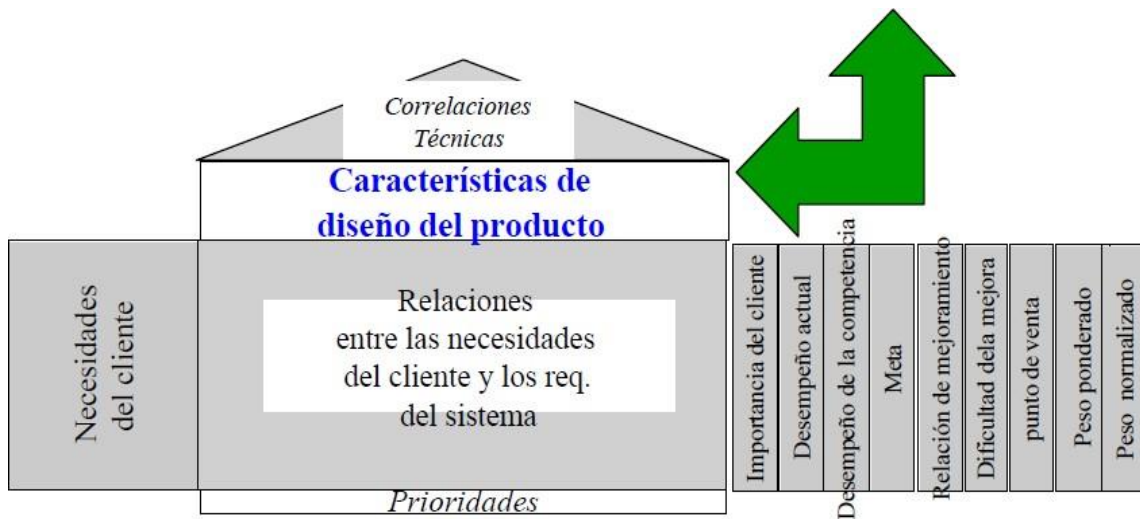 Correlaciones
Técnicas
Características de
diseño del producto
Necesidades
del cliente
Relaciones
entre las necesidades
del cliente y los req.
del sistema
Importancia del cliente
Desempeño actual
Desempeño de la competencia
Meta
Relación de mejoramiento
Dificultad dela mejora
punto de venta
Peso ponderado
Peso normalizado
Prioridades